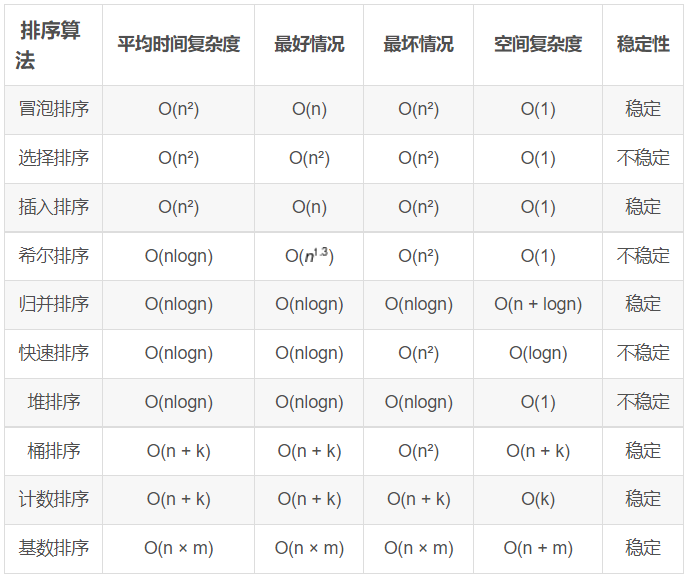 排序算法 平均时间复杂度 最好情况 最坏情况 空间复杂度 稳定性
冒泡排序 O(n²) O(n) O(n²) O(1) 稳定
选择排序 O(n²) O(n²) O(n²) O(1) 不稳定
插入排序 O(n²) O(n) O(n²) O(1) 稳定
希尔排序 O(nlogn) O(n¹·³) O(n²) O(1) 不稳定
归并排序 O(nlogn) O(nlogn) O(nlogn) O(n + logn) 稳定
快速排序 O(nlogn) O(nlogn) O(n²) O(logn) 不稳定
堆排序 O(nlogn) O(nlogn) O(nlogn) O(1) 不稳定
桶排序 O(n + k) O(n + k) O(n²) O(n + k) 稳定
计数排序 O(n + k) O(n + k) O(n + k) O(k) 稳定
基数排序 O(n × m) O(n × m) O(n × m) O(n + m) 稳定